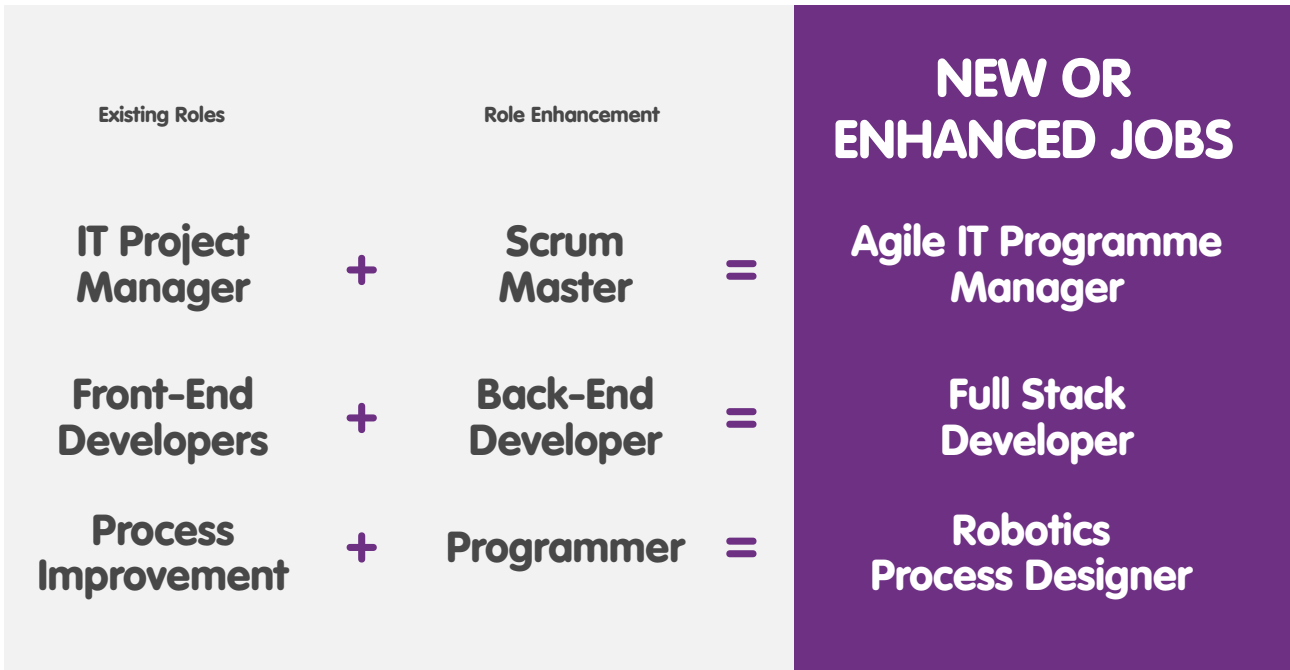 Existing Roles
Role Enhancement
NEW OR
ENHANCED JOBS
IT Project
Manager
+
Scrum
Master
=
Agile IT Programme
Manager
Front-End
Developers
+
Back-End
Developer
=
Full Stack
Developer
Process
Improvement
+
Programmer
=
Robotics
Process Designer